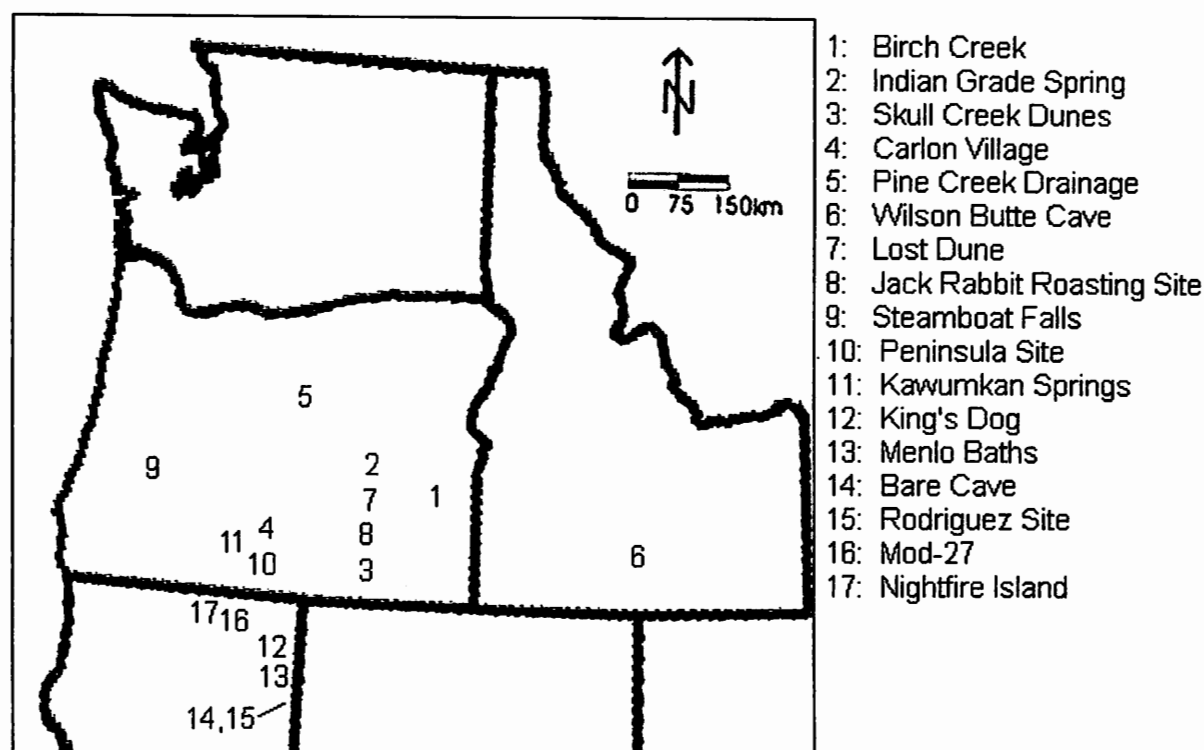 N
0 75 150km
5
9
2
7
1
4
11
8
10
3
6
17
16
12
13
14,15
1: Birch Creek
2: Indian Grade Spring
3: Skull Creek Dunes
4: Carlon Village
5: Pine Creek Drainage
6: Wilson Butte Cave
7: Lost Dune
8: Jack Rabbit Roasting Site
9: Steamboat Falls
10: Peninsula Site
11: Kawumkan Springs
12: King's Dog
13: Menlo Baths
14: Bare Cave
15: Rodriguez Site
16: Mod-27
17: Nightfire Island